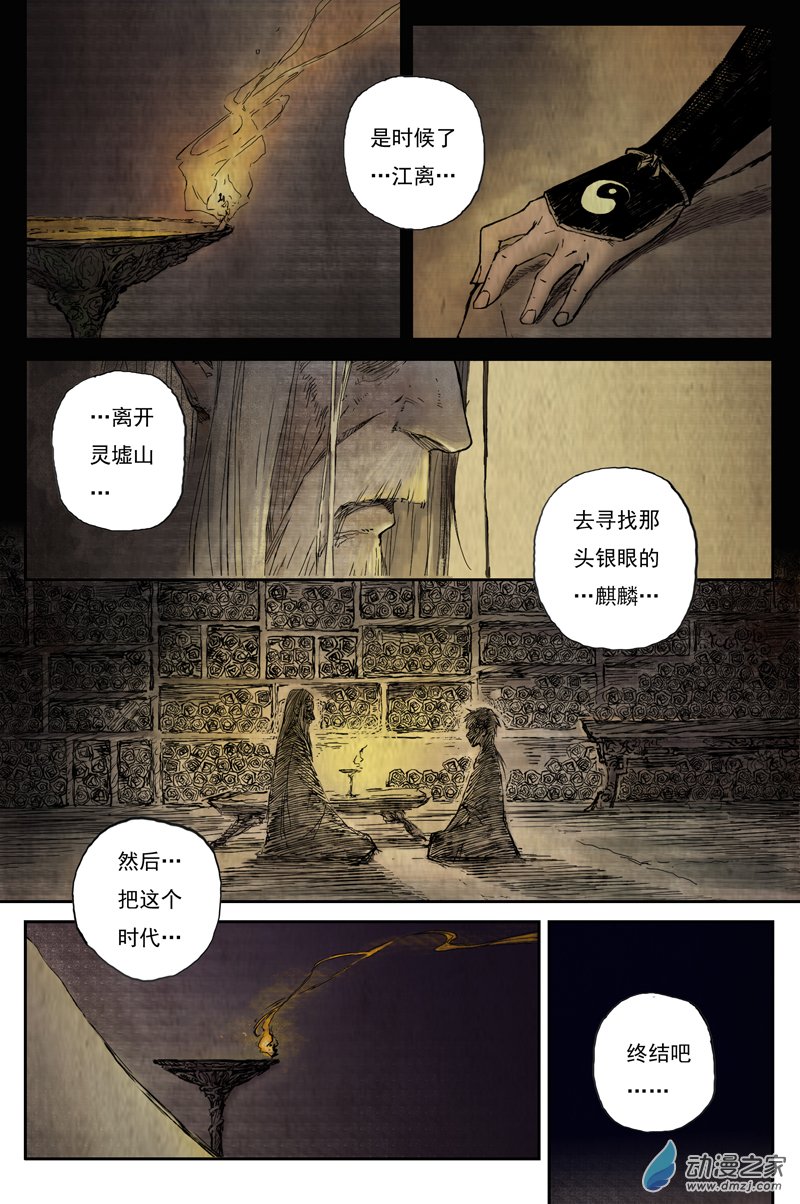 是时候了
…江离…
…离开
灵墟山
…
去寻找那
头银眼的
…麒麟…
然后…
把这个
时代…
终结吧
……
动漫之家
www.dmzj.com